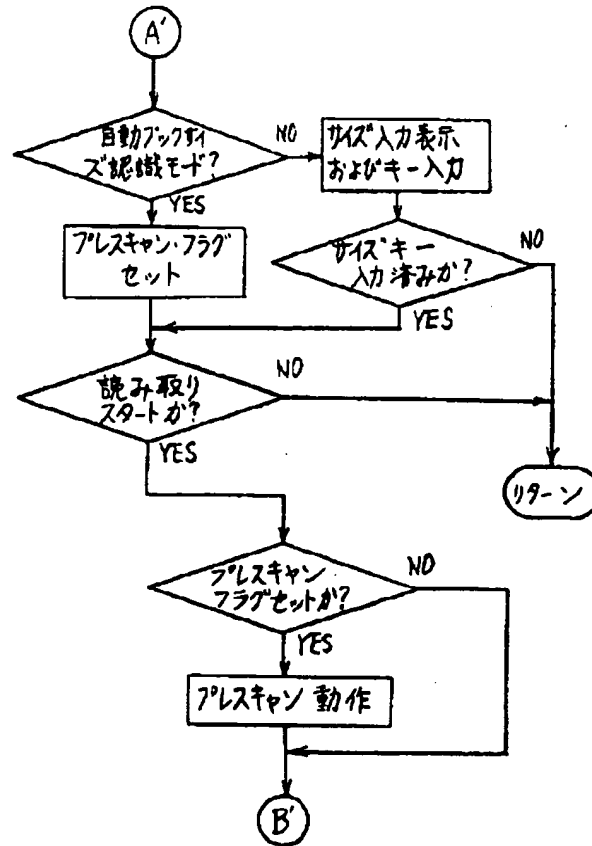 A'
自動ブックサイ
ズ認識モード?
NO
サイズ入力表示
およびキー入力
YES
プレスキャン・フラグ
セット
サイズキー
入力済みか?
NO
YES
読み取り
スタートか?
NO
YES
リターン
プレスキャン
フラグセットか?
NO
YES
プレスキャン動作
B'